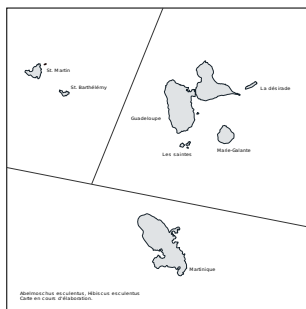 St. Martin
St. Barthélémy
La désirade
Guadeloupe
Les saintes
Maile-Galante
Martinique
Abelmoschus esculentus, Hibiscus esculentus
Carte en cours d'élaboration.